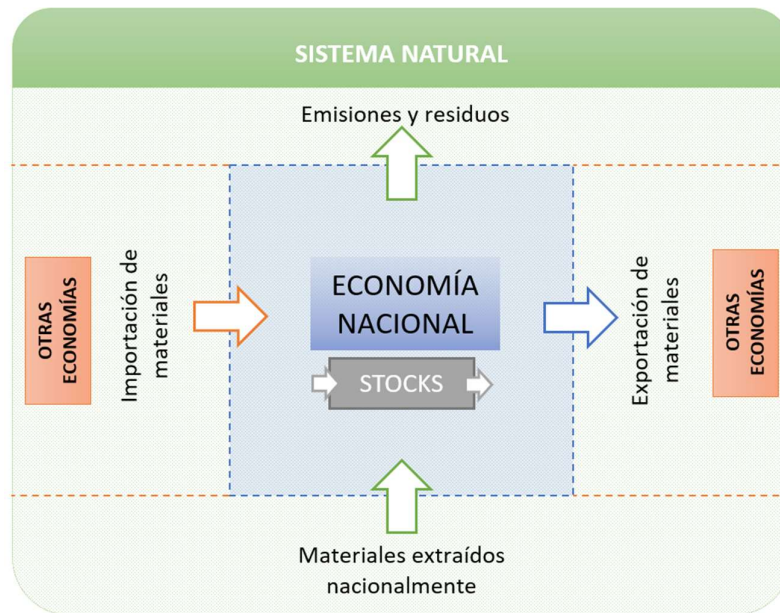 SISTEMA NATURAL
Emisiones y residuos
OTRAS
ECONOMÍAS
Importación de
materiales
ECONOMÍA
NACIONAL
STOCKS
Exportación de
materiales
OTRAS
ECONOMÍAS
Materiales extraídos
nacionalmente